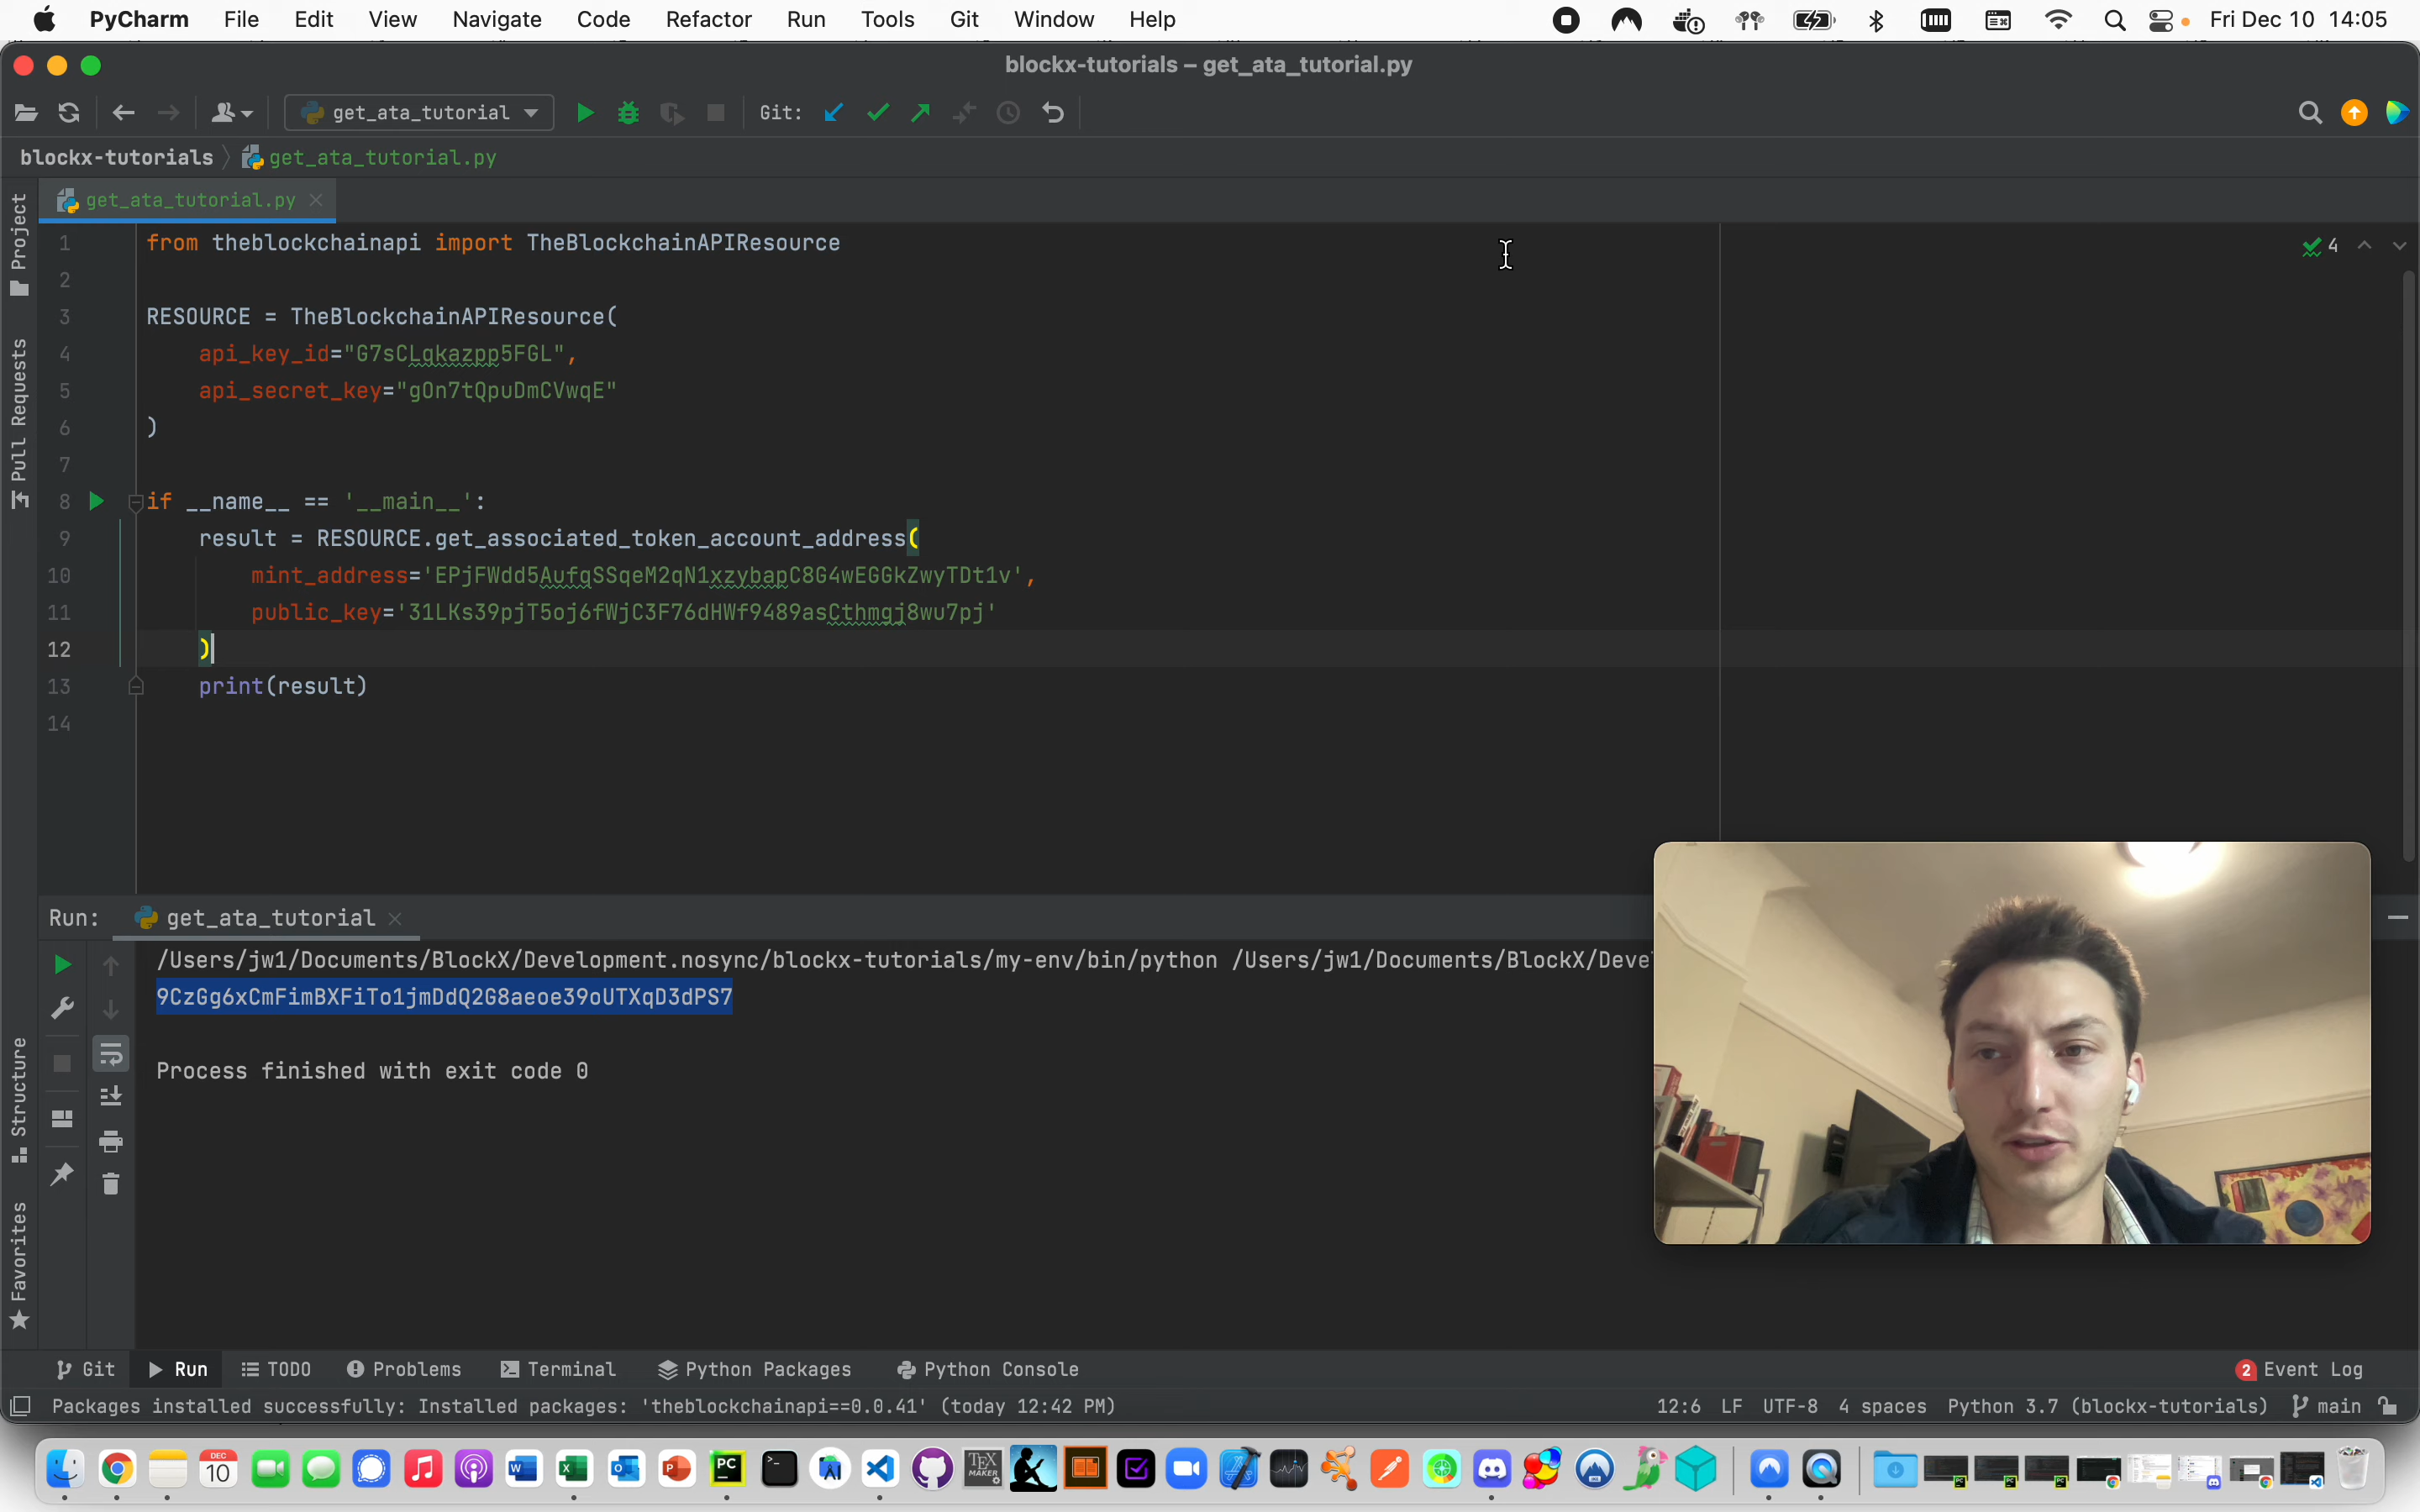 PyCharm File Edit View Navigate Code Refactor Run Tools Git Window Help Fri Dec 10 14:05
blockx-tutorials – get_ata_tutorial.py
get_ata_tutorial Git:
blockx-tutorials get_ata_tutorial.py
get_ata_tutorial.py
Project
Pull Requests
Structure
Favorites
1 from theblockchainapi import TheBlockchainAPIResource
4
2
3 RESOURCE = TheBlockchainAPIResource(
4 api_key_id="G7sCLqkazpp5FGL",
5 api_secret_key="gOn7tQpuDmCVwqE"
6 )
7
8 if __name__ == '__main__':
9 result = RESOURCE.get_associated_token_account_address(
10 mint_address='EPjFWdd5AufqSSqeM2qN1xzybapC8G4wEGGkZwyTDt1v',
11 public_key='31LKs39pjT5oj6fWjC3F76dHWf9489asCthmgj8wu7pj'
12 )
13 print(result)
14
Run: get_ata_tutorial
/Users/jw1/Documents/BlockX/Development.nosync/blockx-tutorials/my-env/bin/python /Users/jw1/Documents/BlockX/Deve
9CzGg6xCmFimBXFiTo1jmDdQ2G8aeoe39oUTXqD3dPS7
Process finished with exit code 0
Git Run TODO Problems Terminal Python Packages Python Console 2 Event Log
Packages installed successfully: Installed packages: 'theblockchainapi==0.0.41' (today 12:42 PM) 12:6 LF UTF-8 4 spaces Python 3.7 (blockx-tutorials) main
DEC
10
W
X
O
P
PC
TEX
MAKER